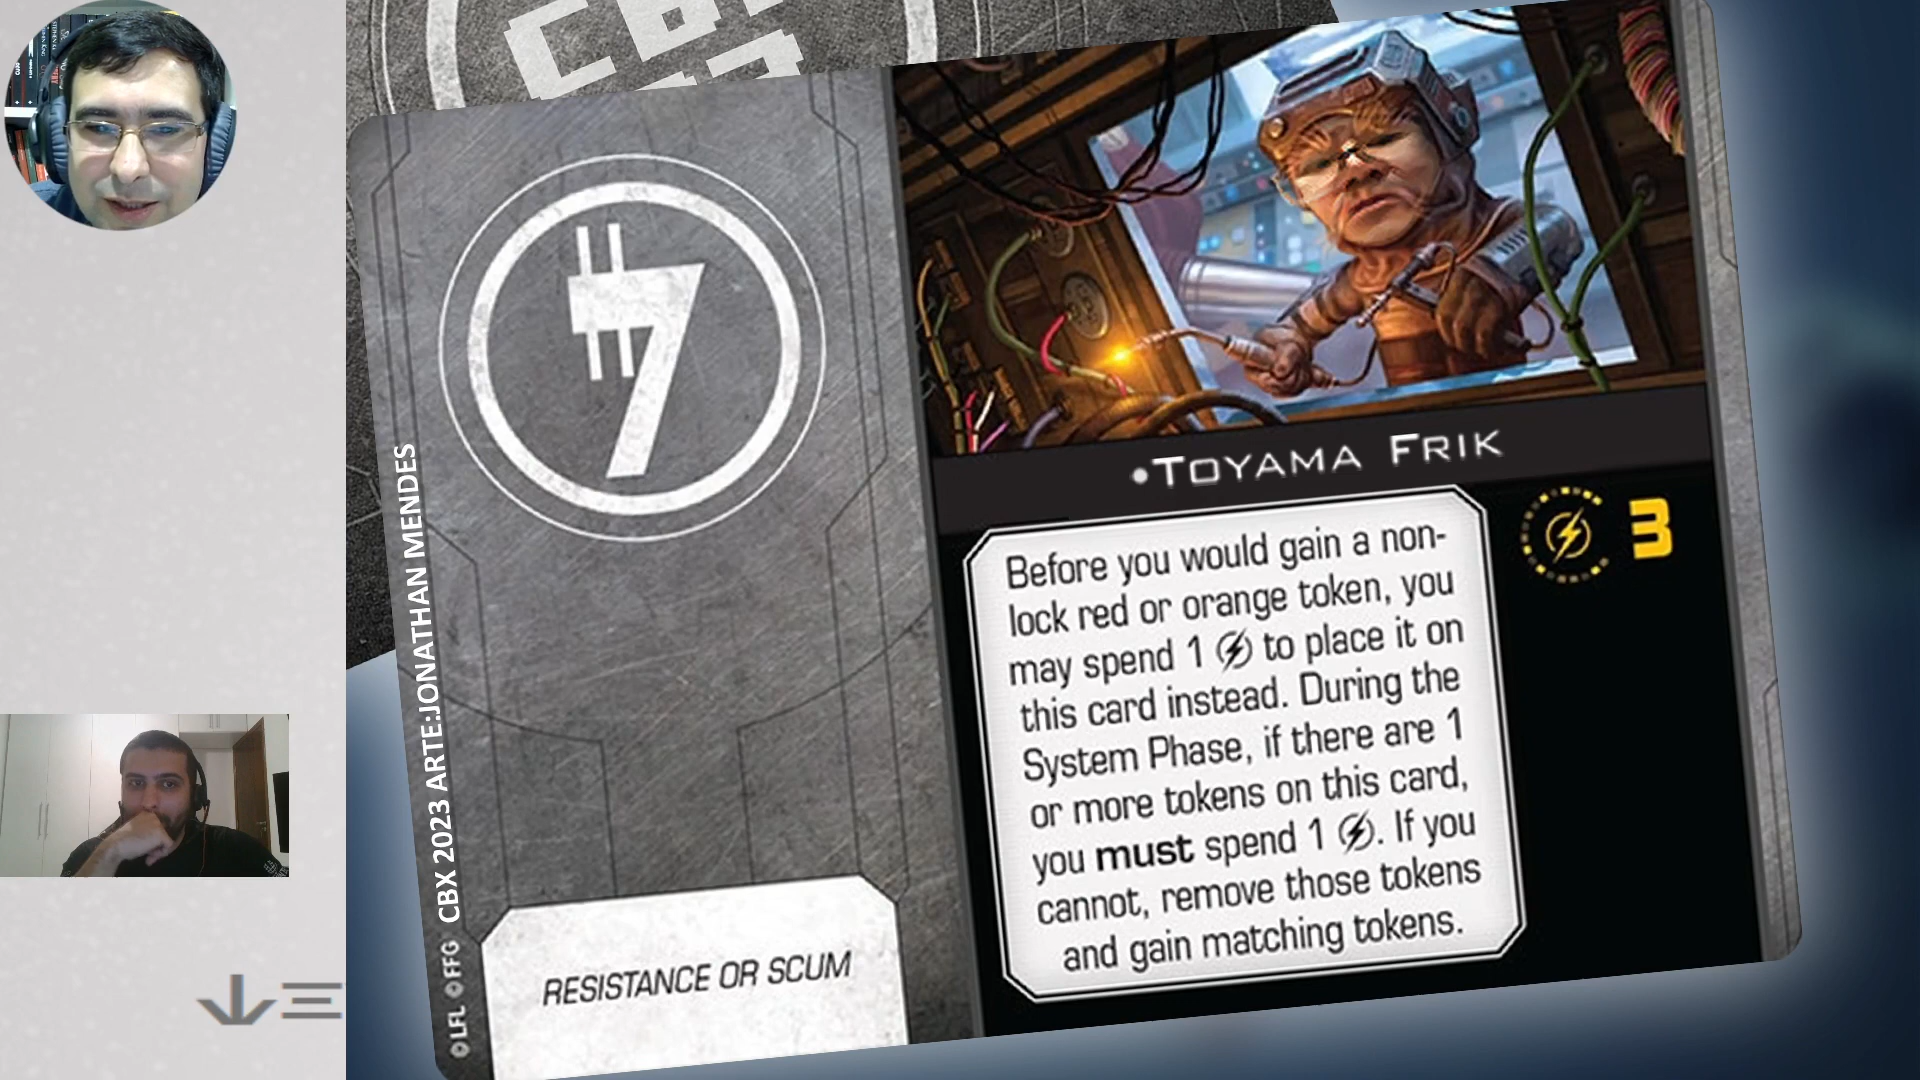 CBX
•TOYAMA FRIK
Before you would gain a non-
lock red or orange token, you
may spend 1 to place it on
this card instead. During the
System Phase, if there are 1
or more tokens on this card,
you must spend 1 . If you
cannot, remove those tokens
and gain matching tokens.
3
RESISTANCE OR SCUM
©LFL ©FFG CBX 2023 ARTE:JONATHAN MENDES